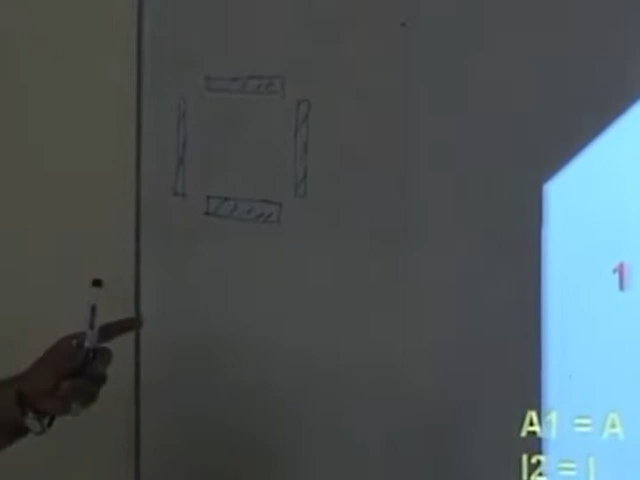 1
A1 = A
I2 = I